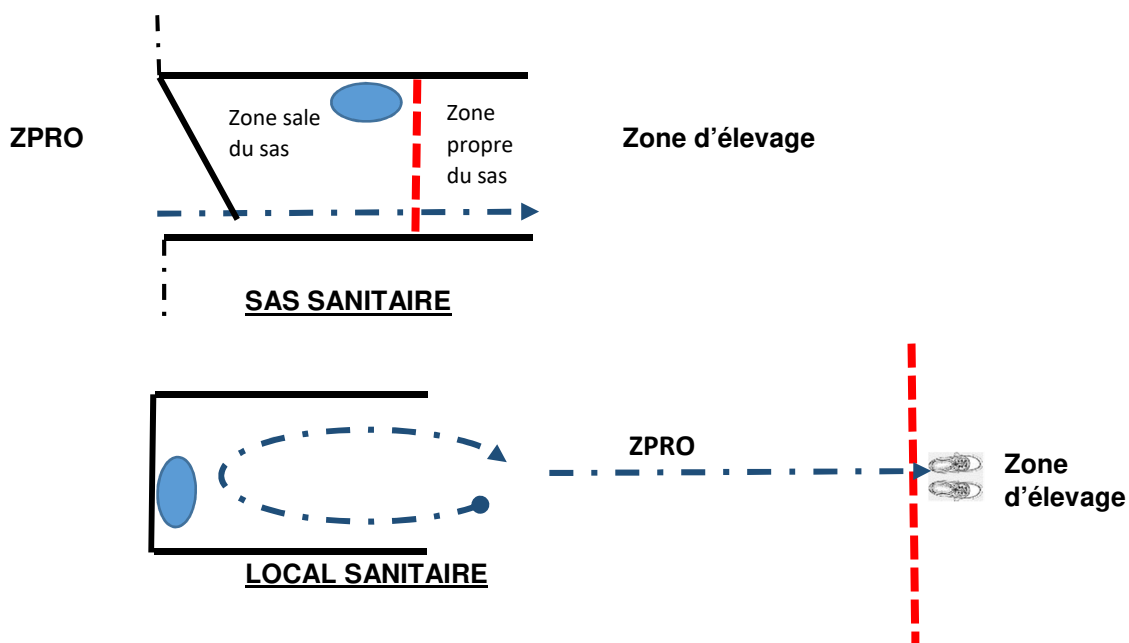 ZPRO
Zone sale
du sas
Zone
propre
du sas
Zone d'élevage
SAS SANITAIRE
ZPRO
Zone
d'élevage
LOCAL SANITAIRE